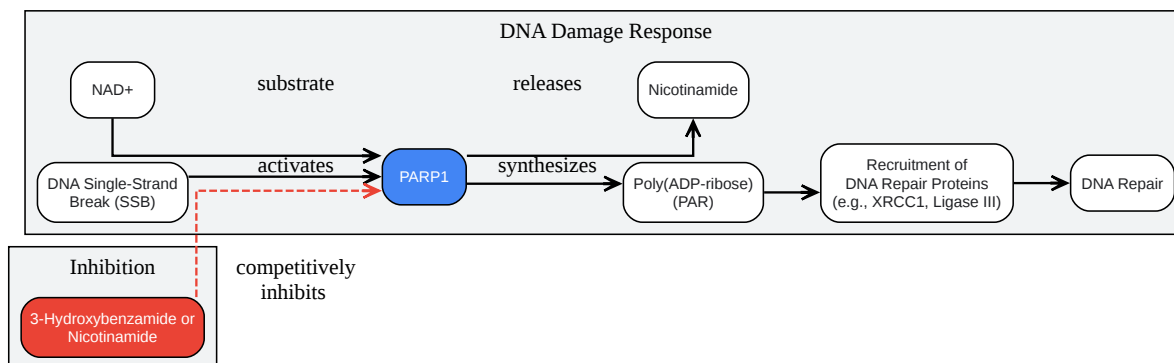 DNA Damage Response
NAD+
substrate
releases
Nicotinamide
DNA Single-Strand
Break (SSB)
activates
PARP1
synthesizes
Poly(ADP-ribose)
(PAR)
Recruitment of
DNA Repair Proteins
(e.g., XRCC1, Ligase III)
DNA Repair
Inhibition
competitively
inhibits
3-Hydroxybenzamide or
Nicotinamide